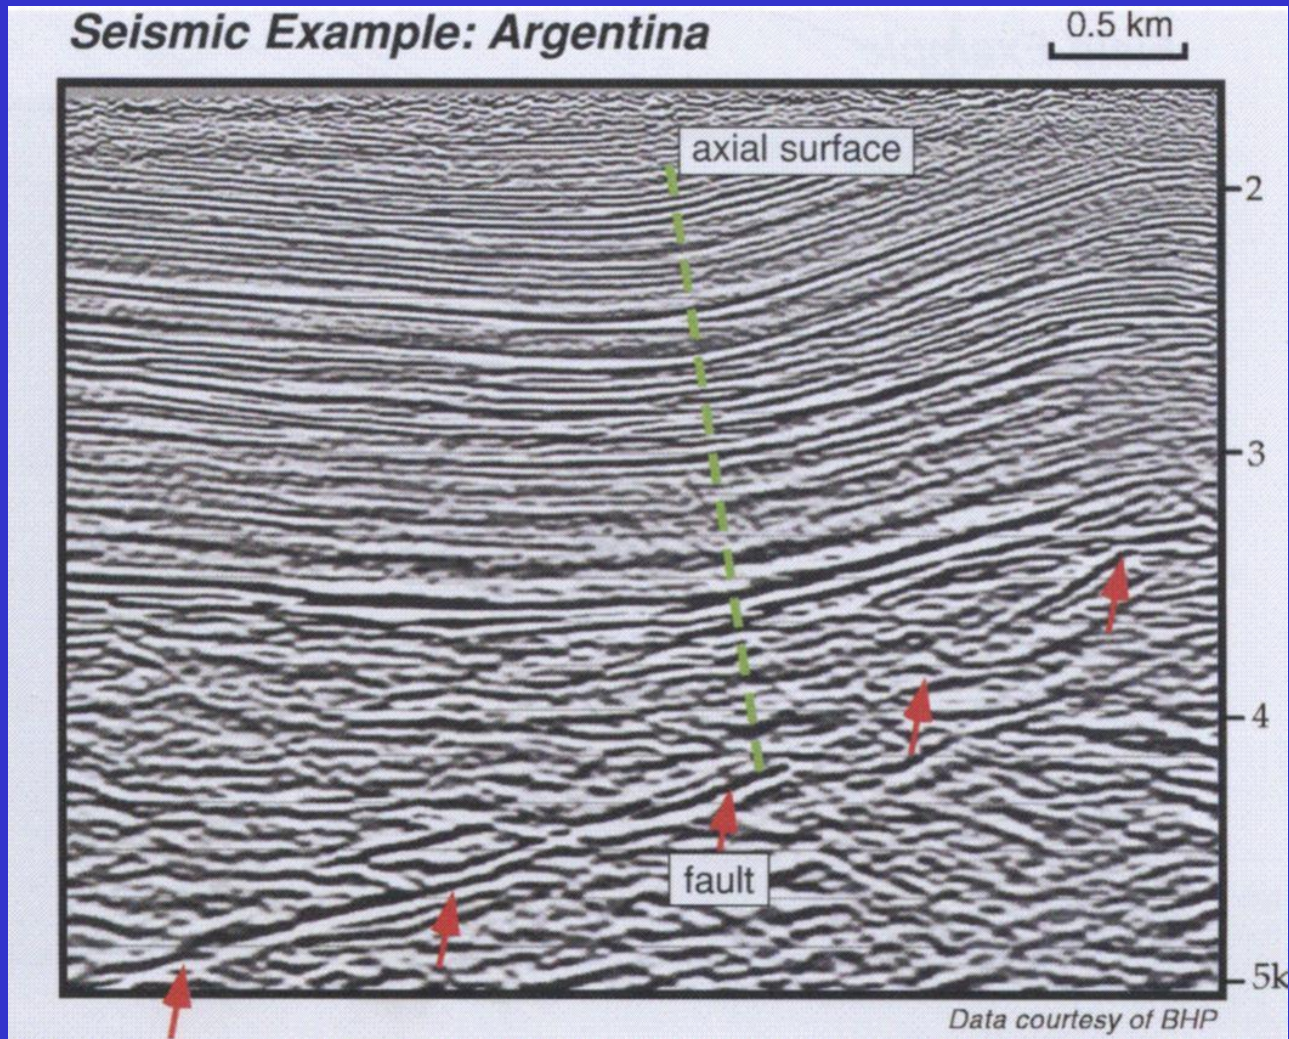 Seismic Example: Argentina
0.5 km
axial surface
2
3
4
fault
5k
Data courtesy of BHP